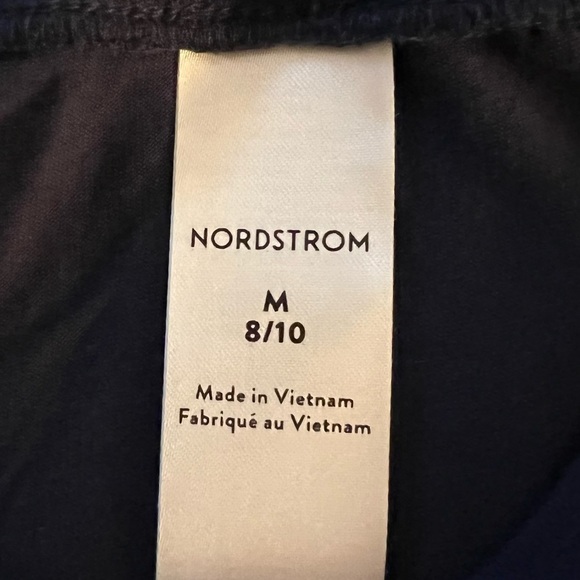 NORDSTROM
M
8/10
Made in Vietnam
Fabriqué au Vietnam